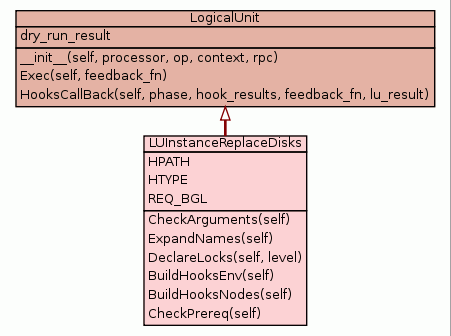 LogicalUnit
dry_run_result
__init__(self, processor, op, context, rpc)
Exec(self, feedback_fn)
HooksCallBack(self, phase, hook_results, feedback_fn, lu_result)
LUInstanceReplaceDisks
HPATH
HTYPE
REQ_BGL
CheckArguments(self)
ExpandNames(self)
DeclareLocks(self, level)
BuildHooksEnv(self)
BuildHooksNodes(self)
CheckPrereq(self)